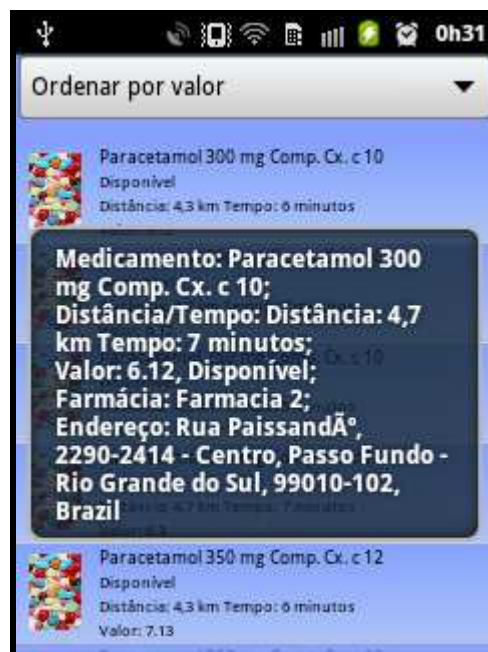 0h31
Ordenar por valor
Paracetamol 300 mg Comp. Cx. c 10
Disponível
Distância: 4,3 km Tempo: 6 minutos
Medicamento: Paracetamol 300
mg Comp. Cx. c 10;
Distância/Tempo: Distância: 4,7
km Tempo: 7 minutos;
Valor: 6.12, Disponível;
Farmácia: Farmacia 2;
Endereço: Rua PaissandÃº,
2290-2414 - Centro, Passo Fundo -
Rio Grande do Sul, 99010-102,
Brazil
Paracetamol 350 mg Comp. Cx. c 12
Disponível
Distância: 4,3 km Tempo: 6 minutos
Valor: 7.13